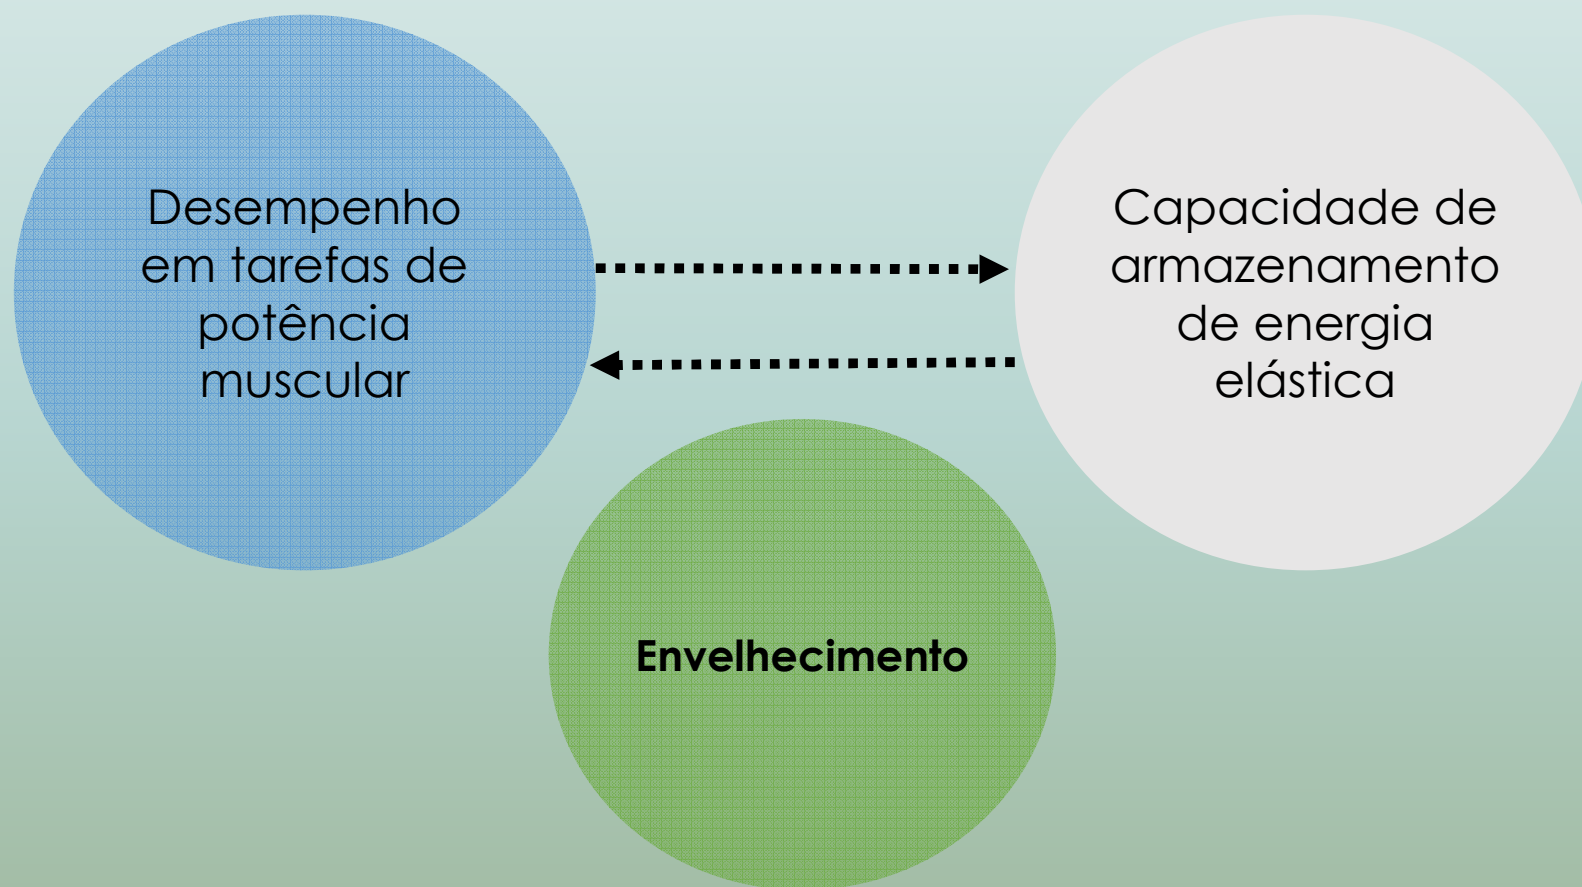 Desempenho
em tarefas de
potência
muscular
Capacidade de
armazenamento
de energia
elástica
Envelhecimento